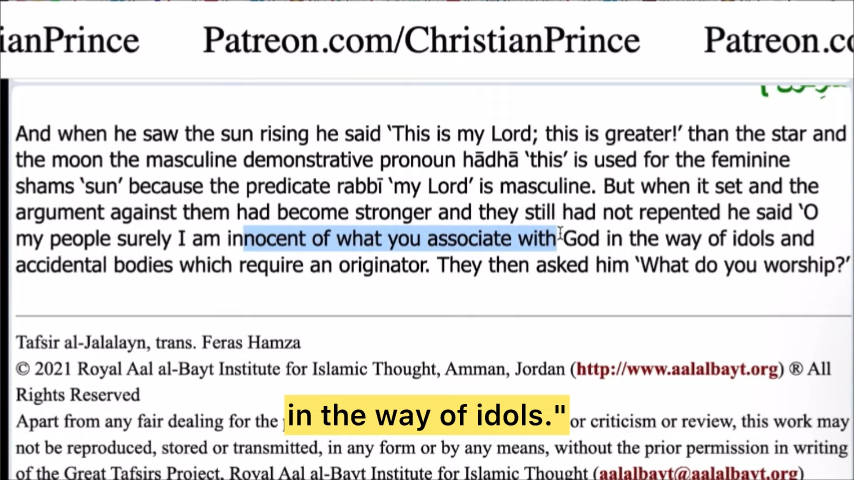 ianPrince Patreon.com/ChristianPrince Patreon.co
And when he saw the sun rising he said ‘This is my Lord; this is greater!’ than the star and
the moon the masculine demonstrative pronoun hādhā ‘this’ is used for the feminine
shams ‘sun’ because the predicate rabbī ‘my Lord’ is masculine. But when it set and the
argument against them had become stronger and they still had not repented he said ‘O
my people surely I am innocent of what you associate with God in the way of idols and
accidental bodies which require an originator. They then asked him ‘What do you worship?’
Tafsir al-Jalalayn, trans. Feras Hamza
© 2021 Royal Aal al-Bayt Institute for Islamic Thought, Amman, Jordan (http://www.aalalbayt.org) ® All
Rights Reserved
Apart from any fair dealing for the or criticism or review, this work may
in the way of idols."
not be reproduced, stored or transmitted, in any form or by any means, without the prior permission in writing
of the Great Tafsirs Project, Royal Aal al-Bayt Institute for Islamic Thought (aalalbayt@aalalbayt.org)